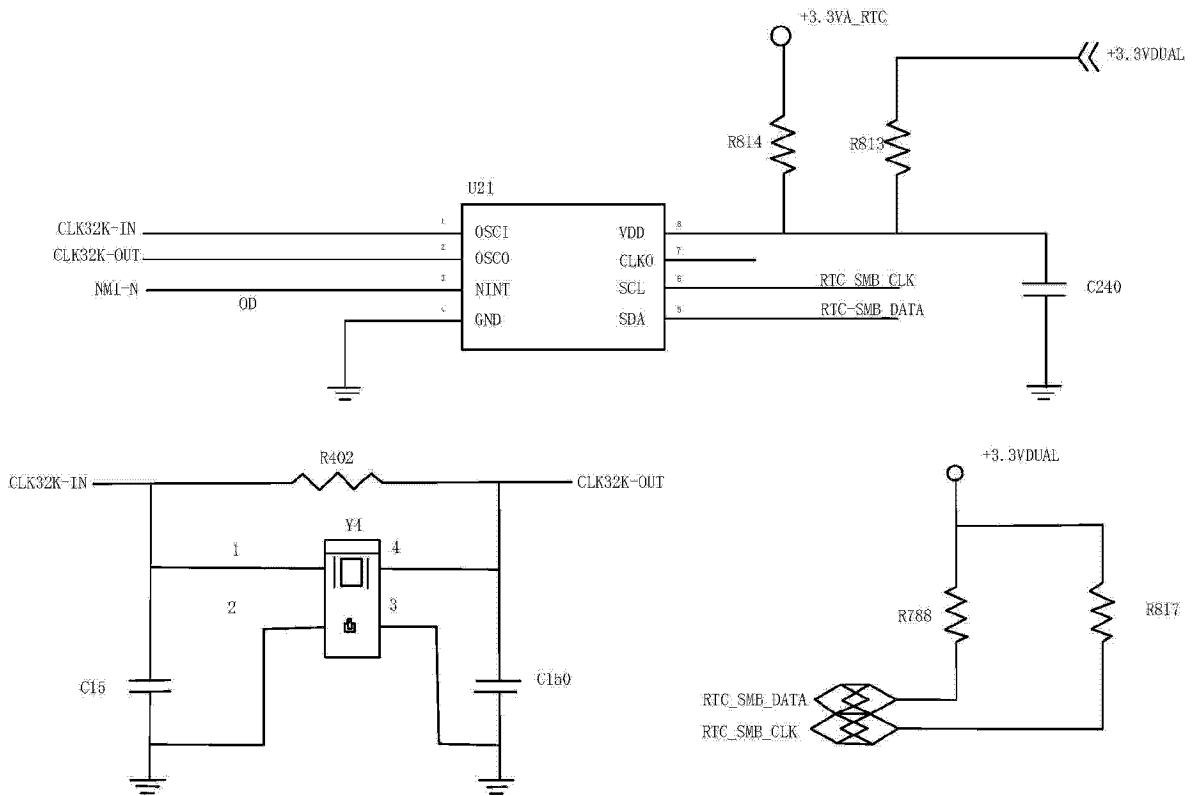 +3.3VA_RTC
+3.3VDUAL
R814
R813
U21
CLK32K-IN
1
OSCI
VDD
8
CLK32K-OUT
2
OSCO
CLKO
7
NMI-N
3
NINT
SCL
6
RTC_SMB_CLK
C240
OD
4
GND
SDA
5
RTC-SMB_DATA
R402
CLK32K-IN
CLK32K-OUT
+3.3VDUAL
Y4
1
4
2
3
R788
R817
C15
C150
RTC_SMB_DATA
RTC_SMB_CLK